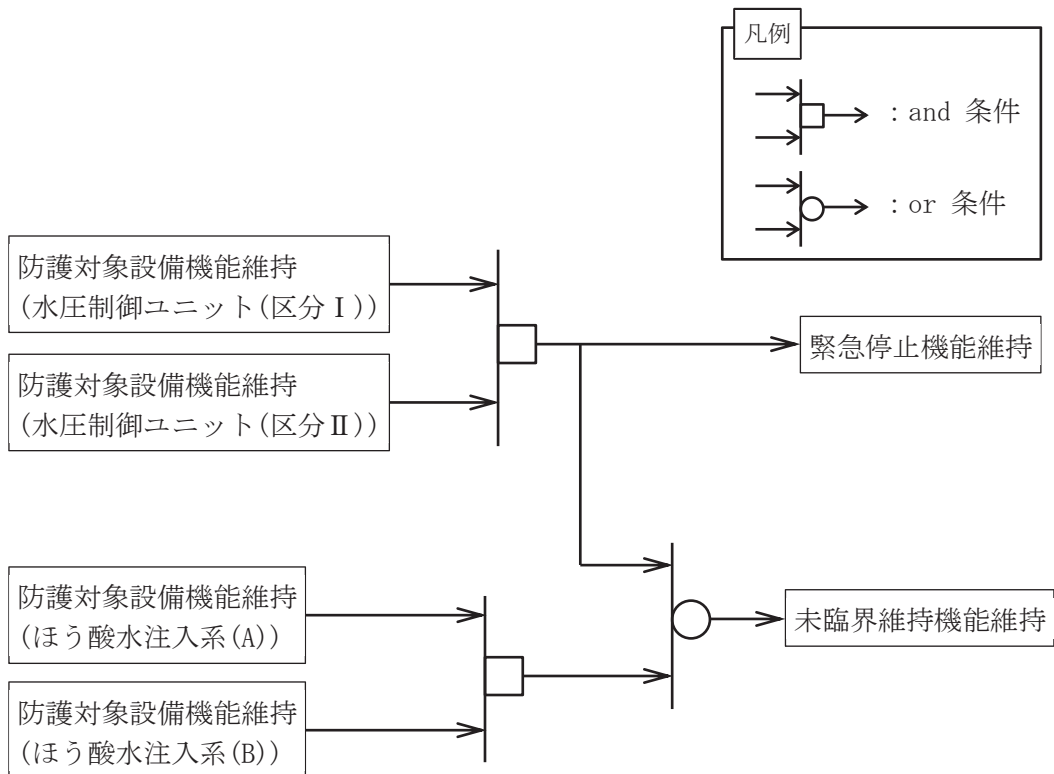 凡例
：and 条件
：or 条件
防護対象設備機能維持
(水圧制御ユニット(区分Ⅰ))
防護対象設備機能維持
(水圧制御ユニット(区分Ⅱ))
緊急停止機能維持
防護対象設備機能維持
(ほう酸水注入系(A))
防護対象設備機能維持
(ほう酸水注入系(B))
未臨界維持機能維持